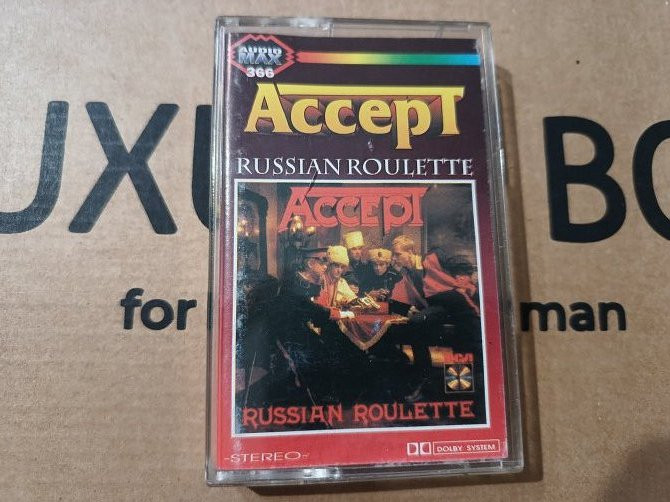 AUDIO
MAX
366
ACCEPT
RUSSIAN ROULETTE
ACCEPT
RCA
RUSSIAN ROULETTE
STEREO
DOLBY SYSTEM
UXU
BO
for
man